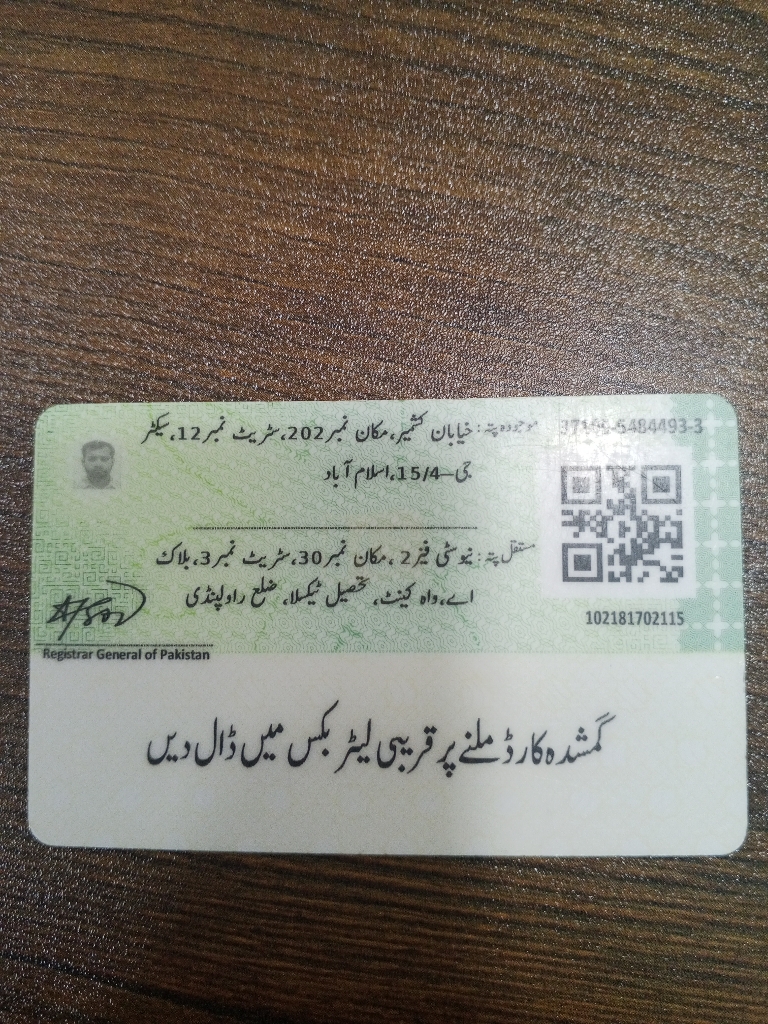 موجودہ پتہ: خیابان کشمیر، مکان نمبر 202، سٹریٹ نمبر 12، سیکٹر
جی-15/4، اسلام آباد
مستقل پتہ: نیو سٹی فیز 2، مکان نمبر 30، سٹریٹ نمبر 3، بلاک
اے، واہ کینٹ، تحصیل ٹیکسلا، ضلع راولپنڈی
102181702115
Registrar General of Pakistan
گمشدہ کارڈ ملنے پر قریبی لیٹر بکس میں ڈال دیں